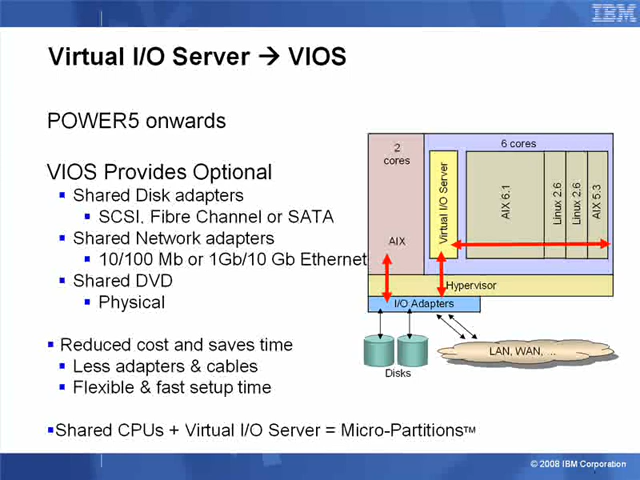 IBM
Virtual I/O Server → VIOS
POWER5 onwards
VIOS Provides Optional
▪ Shared Disk adapters
▪ SCSI, Fibre Channel or SATA
▪ Shared Network adapters
▪ 10/100 Mb or 1Gb/10 Gb Ethernet
▪ Shared DVD
▪ Physical
▪ Reduced cost and saves time
▪ Less adapters & cables
▪ Flexible & fast setup time
▪Shared CPUs + Virtual I/O Server = Micro-Partitions™
2
cores
AIX
6 cores
Virtual I/O Server
AIX 6.1
Linux 2.6
Linux 2.6
AIX 5.3
Hypervisor
I/O Adapters
Disks
LAN, WAN, ...
© 2008 IBM Corporation